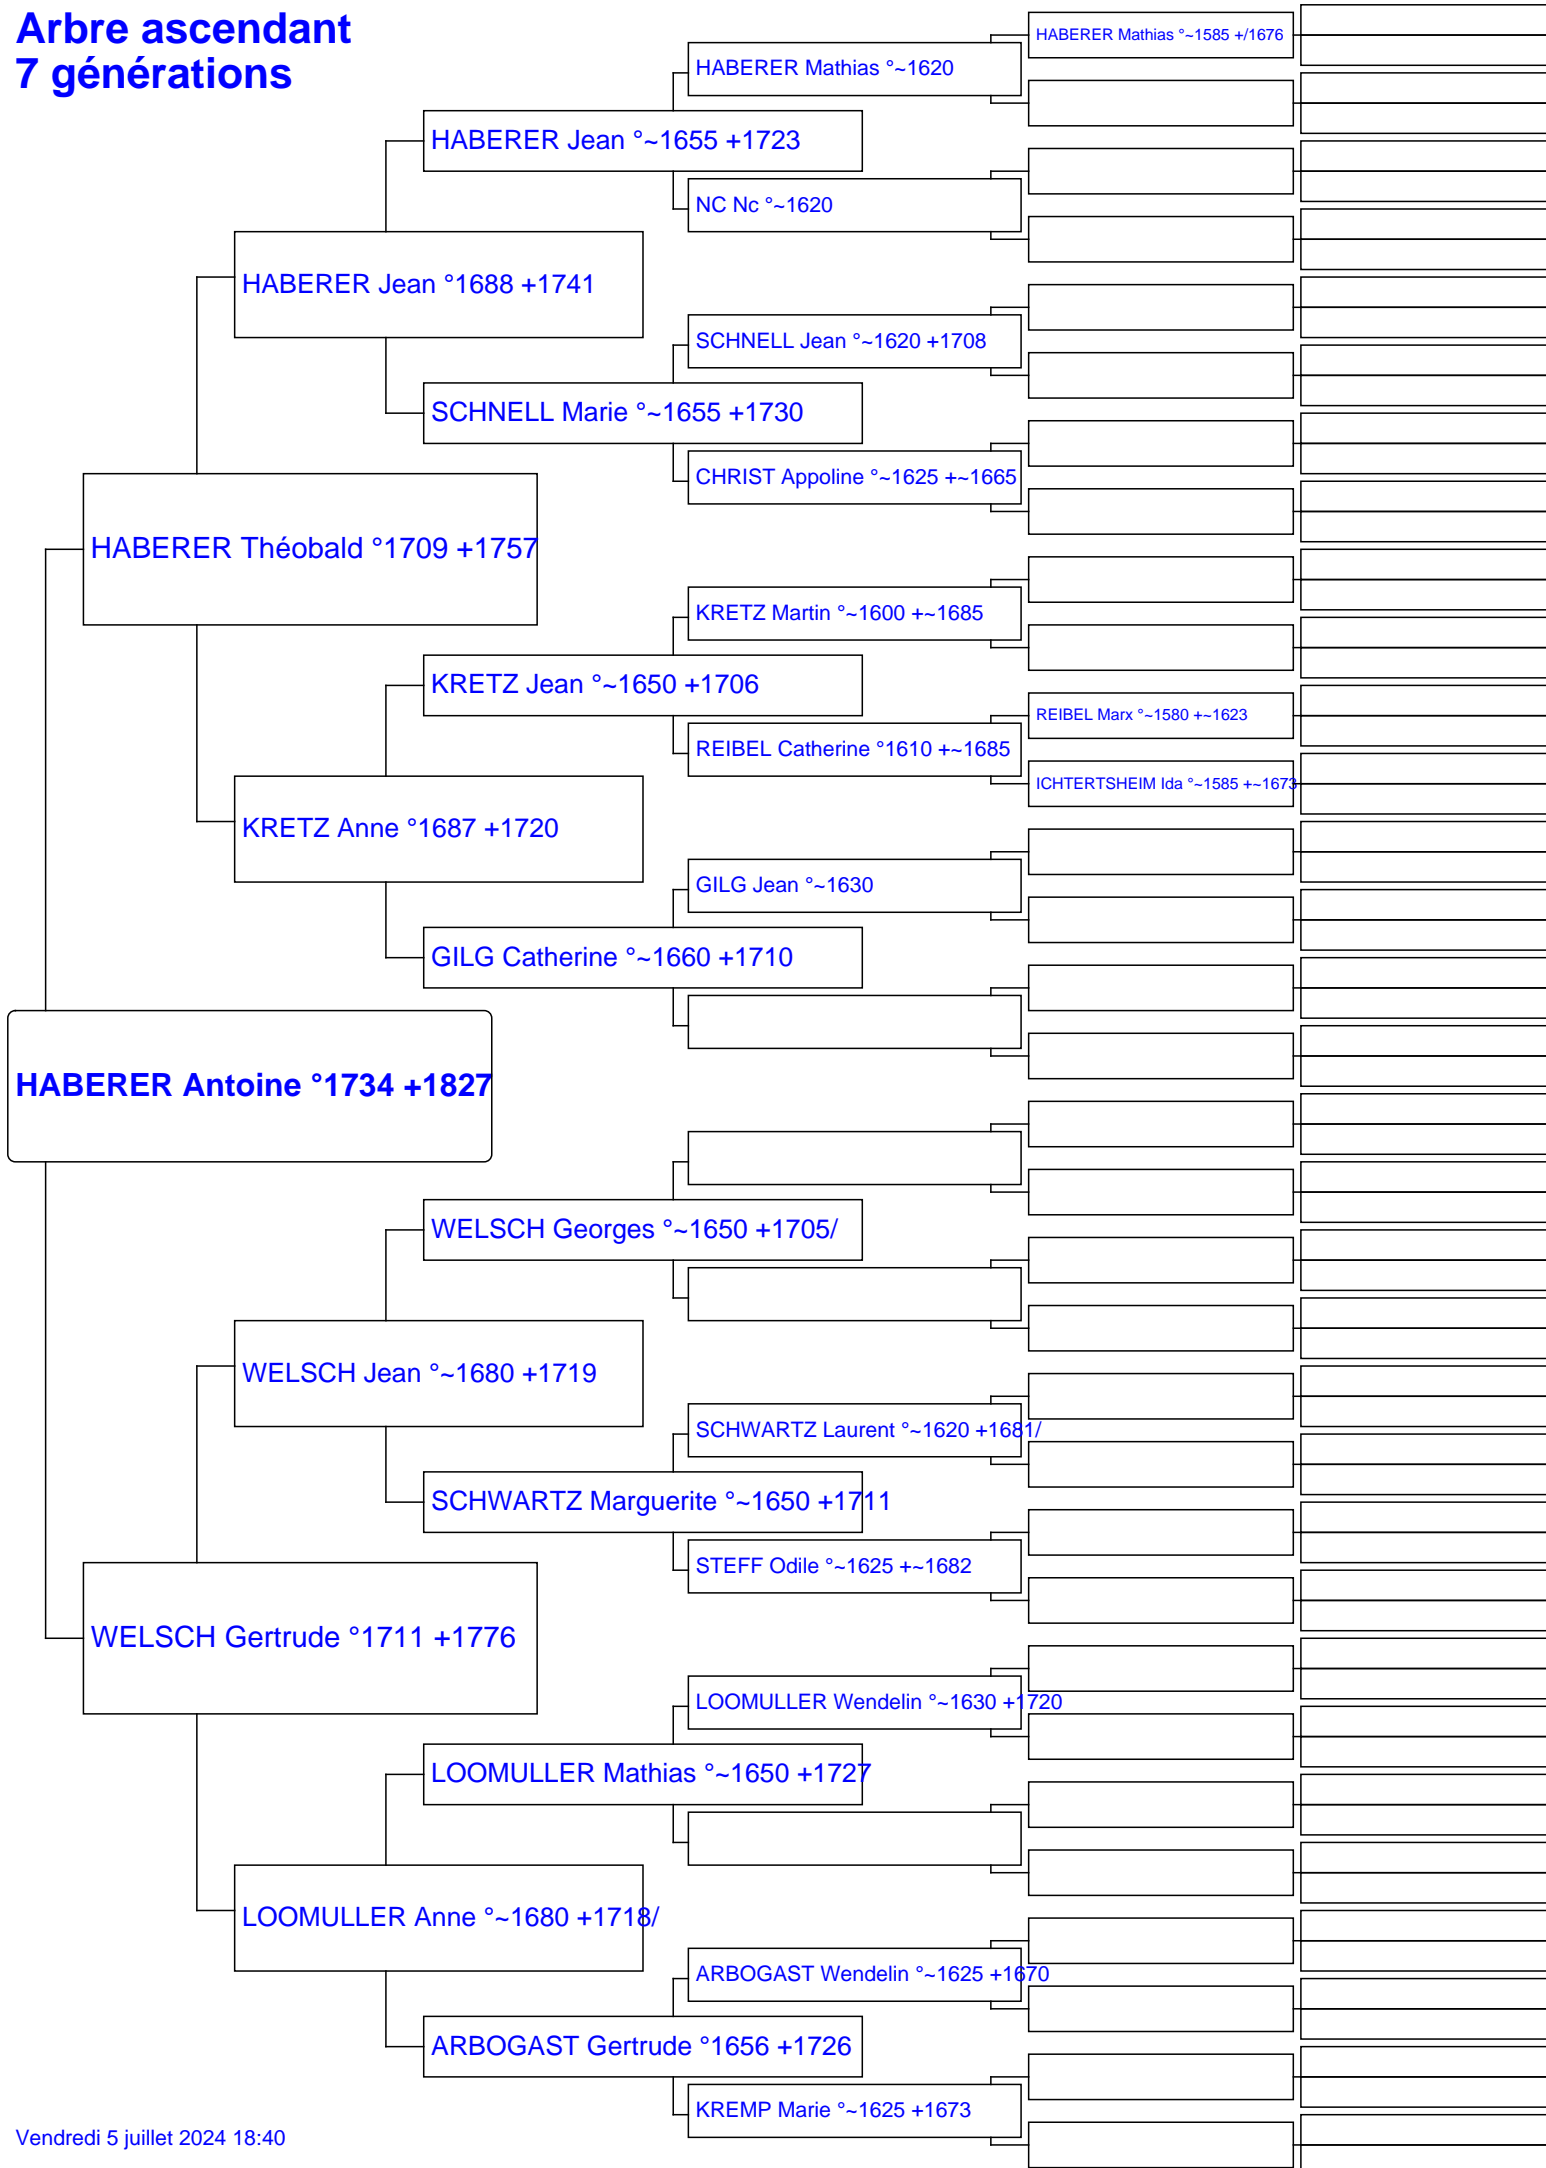 Arbre ascendant
7 générations
HABERER Mathias °~1585 +/1676
HABERER Mathias °~1620
HABERER Jean °~1655 +1723
NC Nc °~1620
HABERER Jean °1688 +1741
SCHNELL Jean °~1620 +1708
SCHNELL Marie °~1655 +1730
CHRIST Appoline °~1625 +~1665
HABERER Théobald °1709 +1757
KRETZ Martin °~1600 +~1685
KRETZ Jean °~1650 +1706
REIBEL Marx °~1580 +~1623
REIBEL Catherine °1610 +~1685
ICHTERTSHEIM Ida °~1585 +~1673
KRETZ Anne °1687 +1720
GILG Jean °~1630
GILG Catherine °~1660 +1710
HABERER Antoine °1734 +1827
WELSCH Georges °~1650 +1705/
WELSCH Jean °~1680 +1719
SCHWARTZ Laurent °~1620 +1681/
SCHWARTZ Marguerite °~1650 +1711
STEFF Odile °~1625 +~1682
WELSCH Gertrude °1711 +1776
LOOMULLER Wendelin °~1630 +1720
LOOMULLER Mathias °~1650 +1727
LOOMULLER Anne °~1680 +1718/
ARBOGAST Wendelin °~1625 +1670
ARBOGAST Gertrude °1656 +1726
KREMP Marie °~1625 +1673
Vendredi 5 juillet 2024 18:40